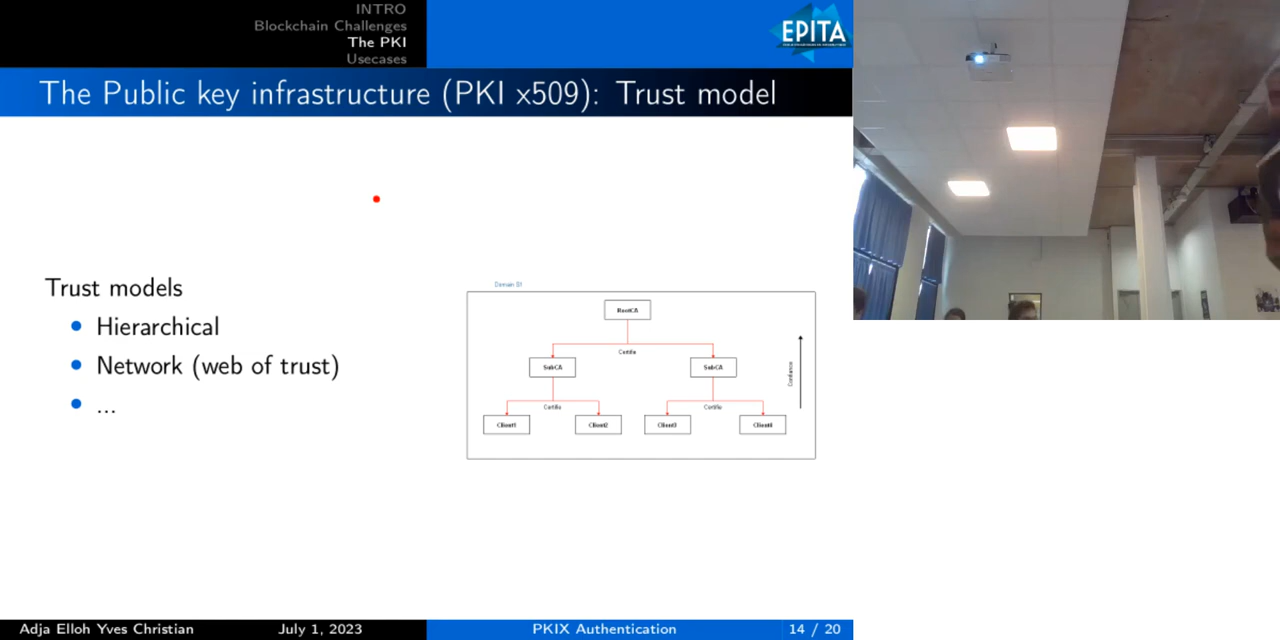 INTRO
Blockchain Challenges
The PKI
Usecases
EPITA
The Public key infrastructure (PKI x509): Trust model
Trust models
Hierarchical
Network (web of trust)
...
Domain S1
RootCA
Certifie
SubCA
SubCA
Certifie
Certifie
Confiance
Client1
Client2
Client3
Client4
Adja Elloh Yves Christian
July 1, 2023
PKIX Authentication
14 / 20